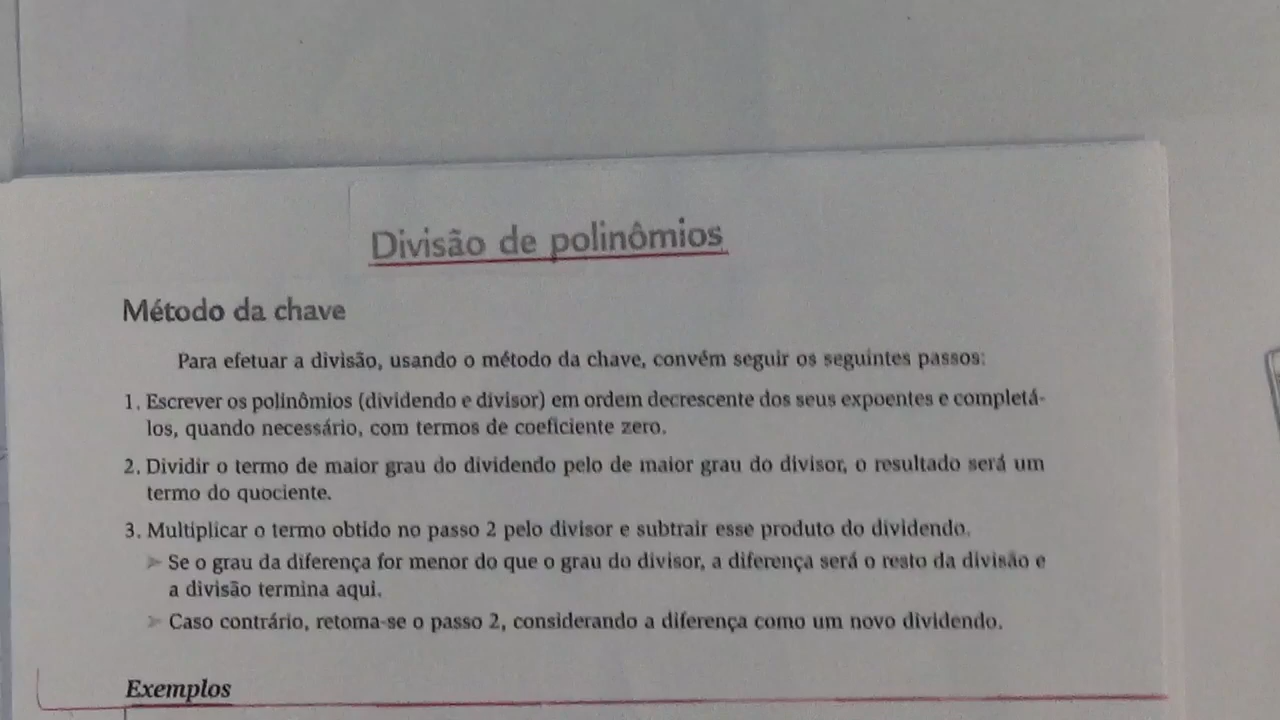 Divisão de polinômios
Método da chave
Para efetuar a divisão, usando o método da chave, convém seguir os seguintes passos:
1. Escrever os polinômios (dividendo e divisor) em ordem decrescente dos seus expoentes e completá-
los, quando necessário, com termos de coeficiente zero.
2. Dividir o termo de maior grau do dividendo pelo de maior grau do divisor, o resultado será um
termo do quociente.
3. Multiplicar o termo obtido no passo 2 pelo divisor e subtrair esse produto do dividendo.
➢ Se o grau da diferença for menor do que o grau do divisor, a diferença será o resto da divisão e
a divisão termina aqui.
➢ Caso contrário, retoma-se o passo 2, considerando a diferença como um novo dividendo.
Exemplos